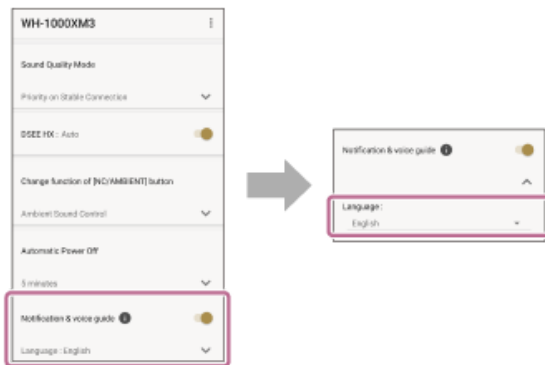 WH-1000XM3
Sound Quality Mode
Priority on Stable Connection
DSEE HX : Auto
Change function of [NC/AMBIENT] button
Ambient Sound Control
Automatic Power Off
5 minutes
Notification & voice guide
Language : English
Notification & voice guide
Language :
English